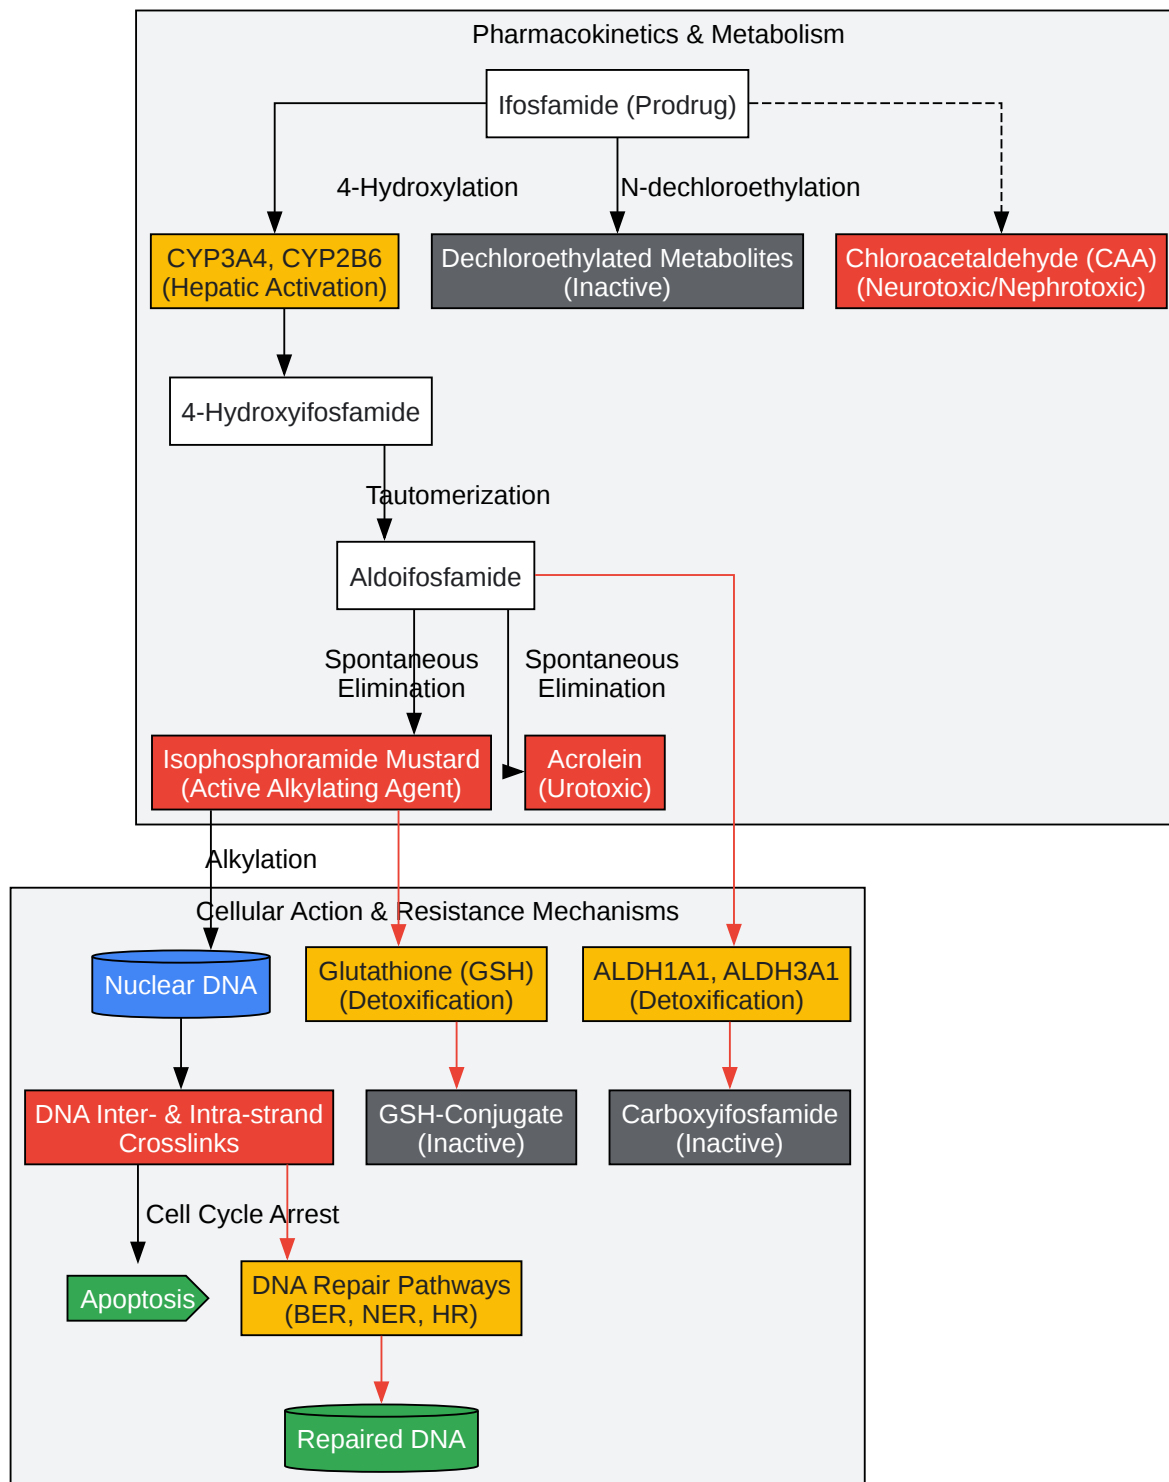 Pharmacokinetics & Metabolism
Ifosfamide (Prodrug)
4-Hydroxylation
N-dechloroethylation
CYP3A4, CYP2B6
(Hepatic Activation)
Dechloroethylated Metabolites
(Inactive)
Chloroacetaldehyde (CAA)
(Neurotoxic/Nephrotoxic)
4-Hydroxyifosfamide
Tautomerization
Aldoifosfamide
Spontaneous
Elimination
Spontaneous
Elimination
Isophosphoramide Mustard
(Active Alkylating Agent)
Acrolein
(Urotoxic)
Alkylation
Cellular Action & Resistance Mechanisms
Nuclear DNA
Glutathione (GSH)
(Detoxification)
ALDH1A1, ALDH3A1
(Detoxification)
DNA Inter- & Intra-strand
Crosslinks
GSH-Conjugate
(Inactive)
Carboxyifosfamide
(Inactive)
Cell Cycle Arrest
Apoptosis
DNA Repair Pathways
(BER, NER, HR)
Repaired DNA